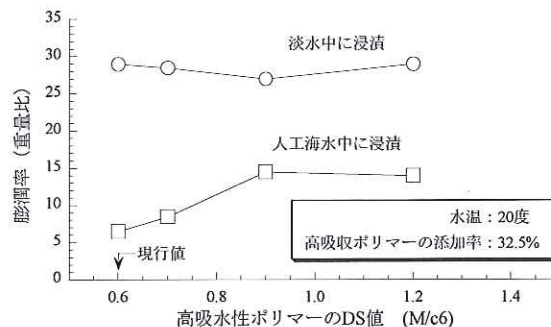 35
30
25
20
15
10
5
0
膨潤率 (重量比)
淡水中に浸漬
人工海水中に浸漬
現行値
水温：20度
高吸収ポリマーの添加率：32.5%
0.6
0.8
1.0
1.2
1.4
高吸水性ポリマーのDS値 (M/c6)